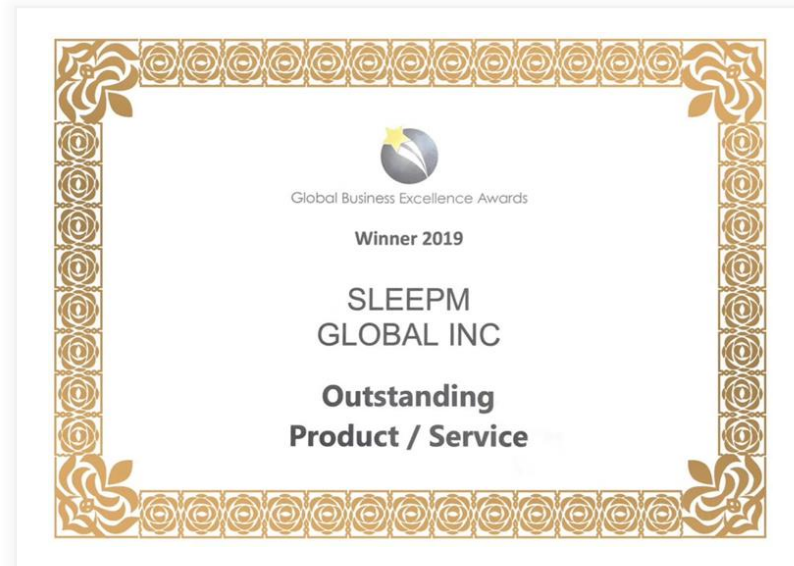 Global Business Excellence Awards
Winner 2019
SLEEPM
GLOBAL INC
Outstanding
Product / Service